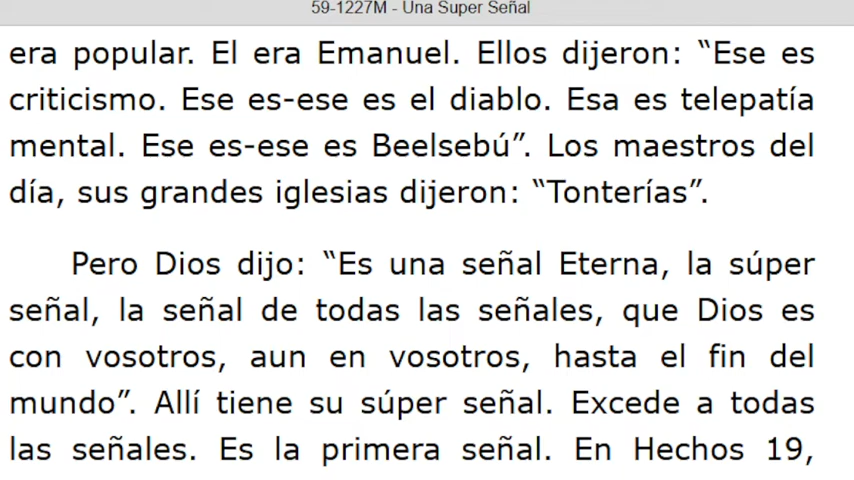 59-1227M - Una Super Señal
era popular. El era Emanuel. Ellos dijeron: “Ese es
criticismo. Ese es-ese es el diablo. Esa es telepatía
mental. Ese es-ese es Beelsebú”. Los maestros del
día, sus grandes iglesias dijeron: “Tonterías”.
Pero Dios dijo: “Es una señal Eterna, la súper
señal, la señal de todas las señales, que Dios es
con vosotros, aun en vosotros, hasta el fin del
mundo”. Allí tiene su súper señal. Excede a todas
las señales. Es la primera señal. En Hechos 19,